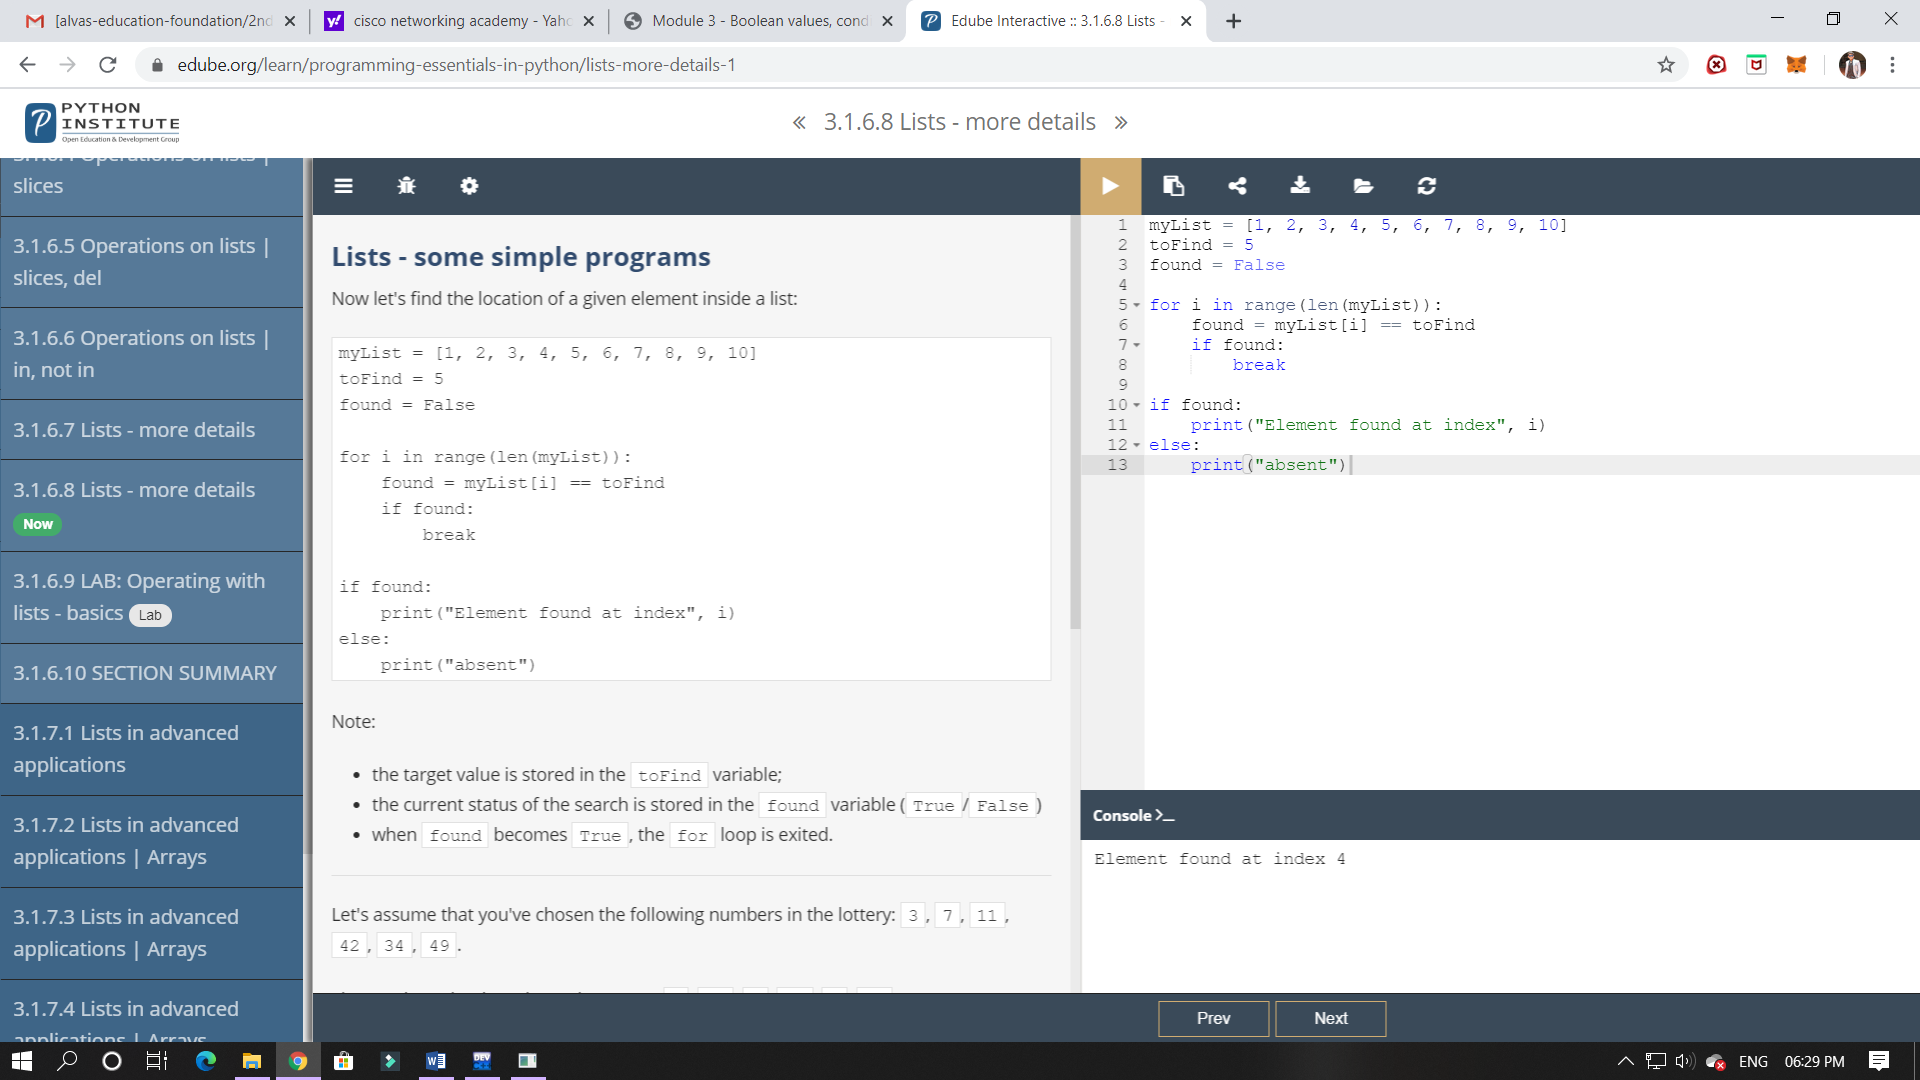 [alvas-education-foundation/2nd
cisco networking academy - Yaho
Module 3 - Boolean values, cond
Edube Interactive :: 3.1.6.8 Lists -
edube.org/learn/programming-essentials-in-python/lists-more-details-1
PYTHON
INSTITUTE
Open Education & Development Group
« 3.1.6.8 Lists - more details »
slices
3.1.6.5 Operations on lists |
slices, del
3.1.6.6 Operations on lists |
in, not in
3.1.6.7 Lists - more details
3.1.6.8 Lists - more details
Now
3.1.6.9 LAB: Operating with
lists - basics Lab
3.1.6.10 SECTION SUMMARY
3.1.7.1 Lists in advanced
applications
3.1.7.2 Lists in advanced
applications | Arrays
3.1.7.3 Lists in advanced
applications | Arrays
3.1.7.4 Lists in advanced
applications | Arrays
Lists - some simple programs
Now let's find the location of a given element inside a list:
myList = [1, 2, 3, 4, 5, 6, 7, 8, 9, 10]
toFind = 5
found = False
for i in range(len(myList)):
    found = myList[i] == toFind
    if found:
        break
if found:
    print("Element found at index", i)
else:
    print("absent")
Note:
• the target value is stored in the toFind variable;
• the current status of the search is stored in the found variable ( True / False )
• when found becomes True , the for loop is exited.
Let's assume that you've chosen the following numbers in the lottery: 3 , 7 , 11 ,
42 , 34 , 49 .
1 myList = [1, 2, 3, 4, 5, 6, 7, 8, 9, 10]
2 toFind = 5
3 found = False
4
5 for i in range(len(myList)):
6     found = myList[i] == toFind
7     if found:
8         break
9
10 if found:
11     print("Element found at index", i)
12 else:
13     print("absent")
Console >_
Element found at index 4
Prev Next
ENG 06:29 PM